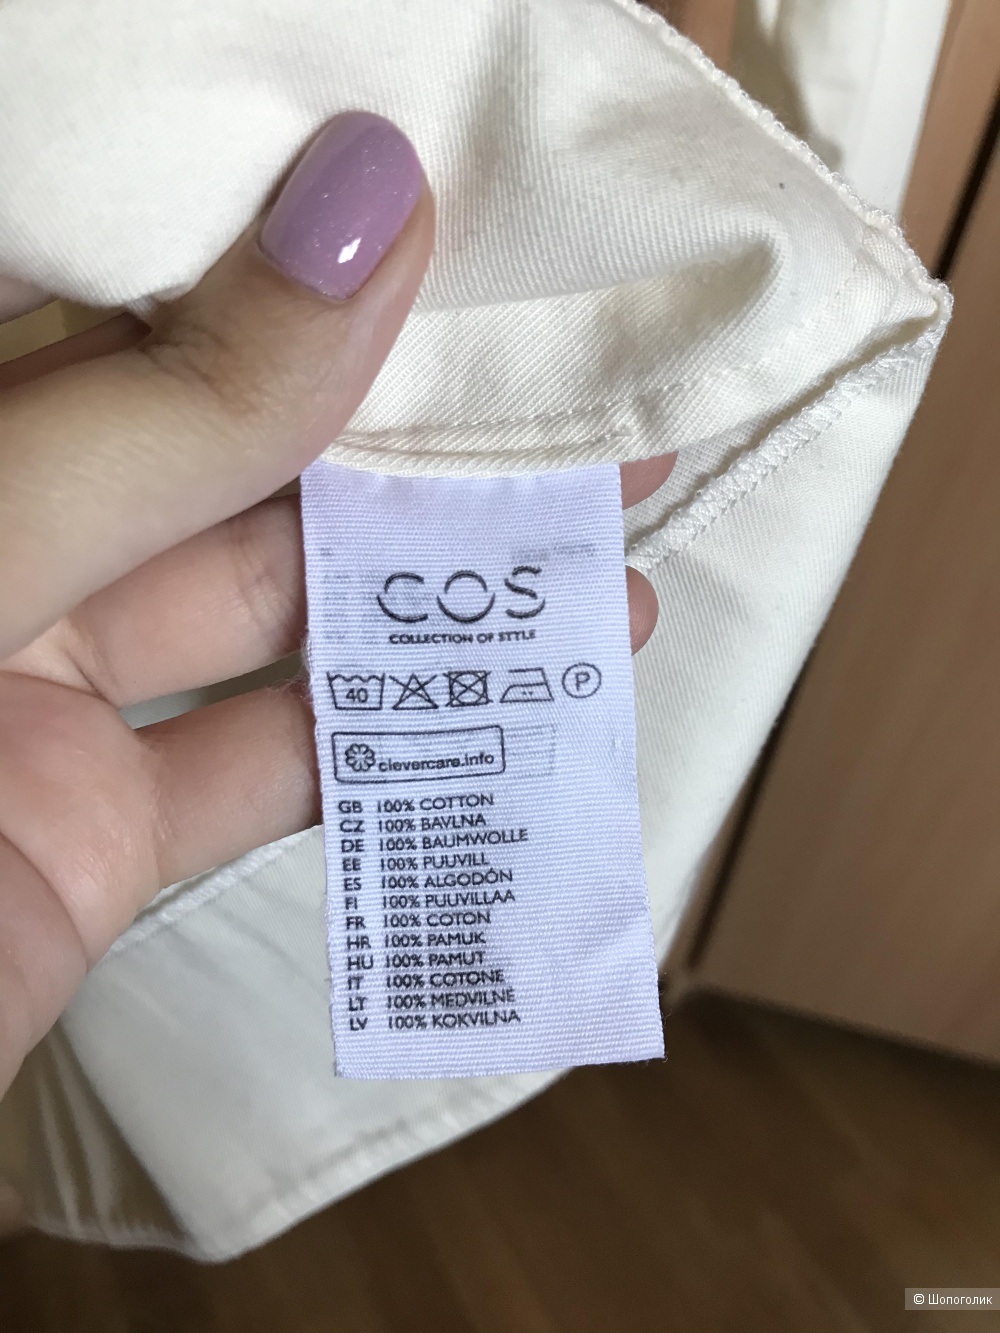 COS
COLLECTION OF STYLE
40
P
clevercare.info
GB 100% COTTON
CZ 100% BAVLNA
DE 100% BAUMWOLLE
EE 100% PUUVILL
ES 100% ALGODÓN
FI 100% PUUVILLAA
FR 100% COTON
HR 100% PAMUK
HU 100% PAMUT
IT 100% COTONE
LT 100% MEDVILNĖ
LV 100% KOKVILNA
© Шопоголик